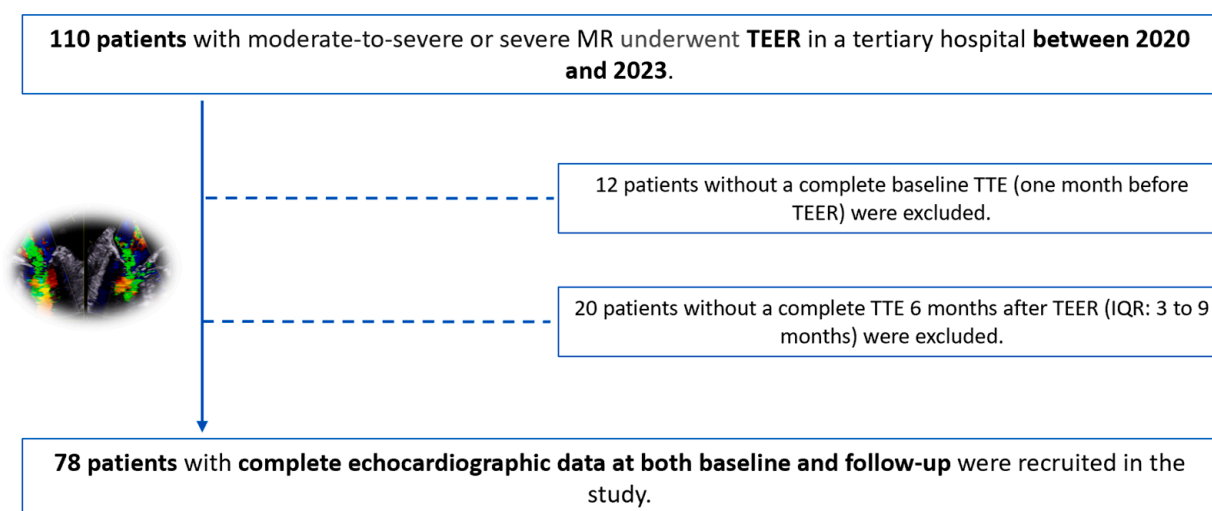 110 patients with moderate-to-severe or severe MR underwent TEER in a tertiary hospital between 2020
and 2023.
12 patients without a complete baseline TTE (one month before
TEER) were excluded.
20 patients without a complete TTE 6 months after TEER (IQR: 3 to 9
months) were excluded.
78 patients with complete echocardiographic data at both baseline and follow-up were recruited in the
study.